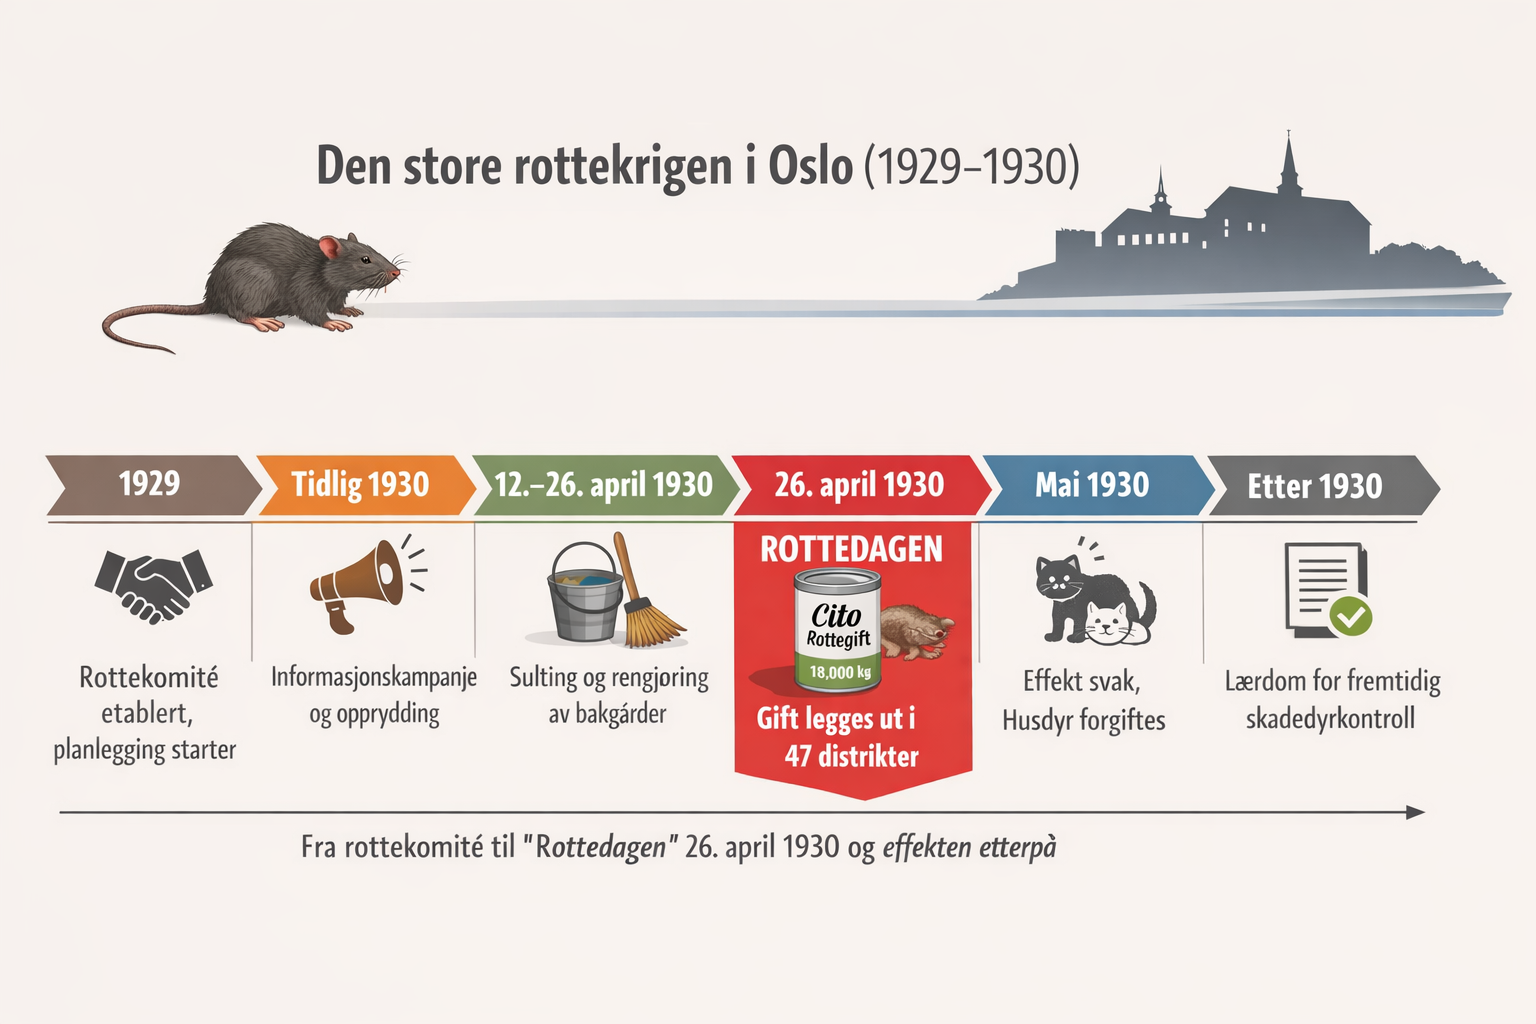 Den store rottekrigen i Oslo (1929–1930)
1929
Tidlig 1930
12.–26. april 1930
26. april 1930
Mai 1930
Etter 1930
Rottekomité
etablert,
planlegging starter
Informasjonskampanje
og opprydding
Sulting og rengjøring
av bakgárder
ROTTEDAGEN
Cito
Rottegift
18,000 kg
Gift legges ut i
47 distrikter
Effekt svak,
Husdyr forgiftes
Lærdom for fremtidig
skadedyrkontroll
Fra rottekomité til "Rottedagen" 26. april 1930 og effekten etterpà